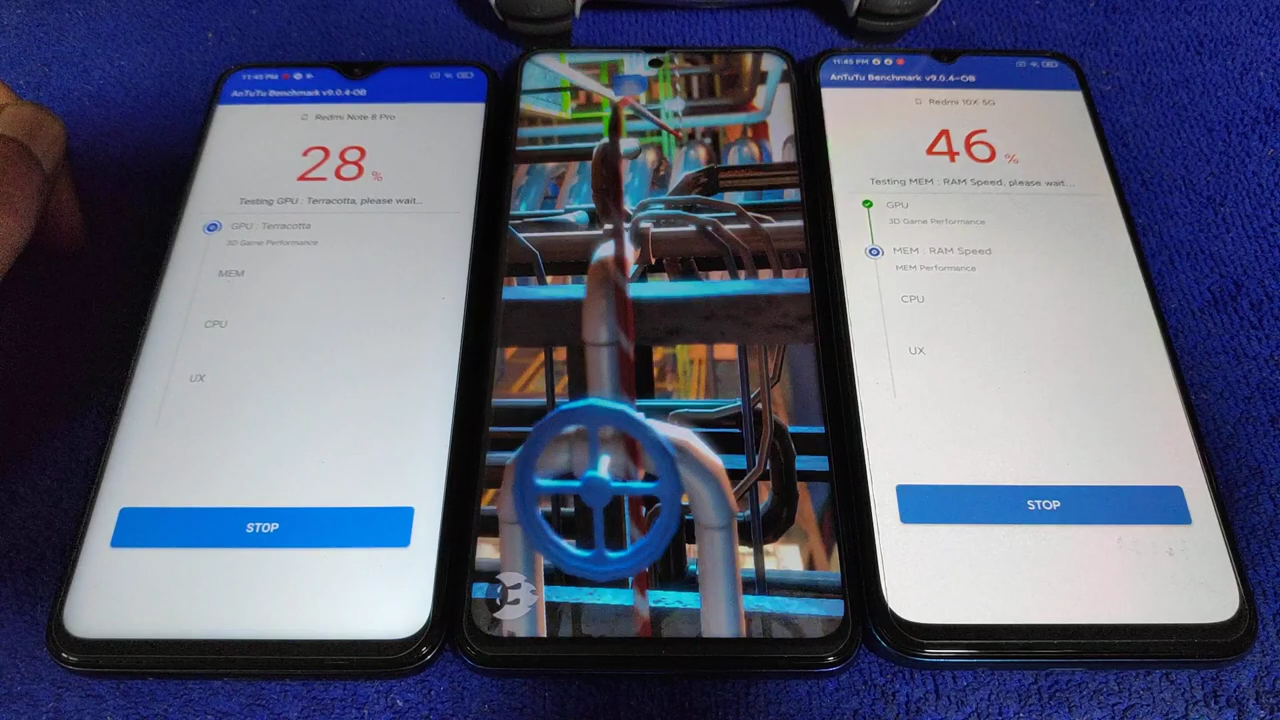 11:45 PM
AnTuTu Benchmark v9.0.4-OB
Redmi Note 8 Pro
28%
Testing GPU : Terracotta, please wait...
GPU : Terracotta
3D Game Performance
MEM
CPU
UX
STOP
11:45 PM
AnTuTu Benchmark v9.0.4-OB
Redmi 10X 5G
46%
Testing MEM : RAM Speed, please wait...
GPU
3D Game Performance
MEM : RAM Speed
MEM Performance
CPU
UX
STOP